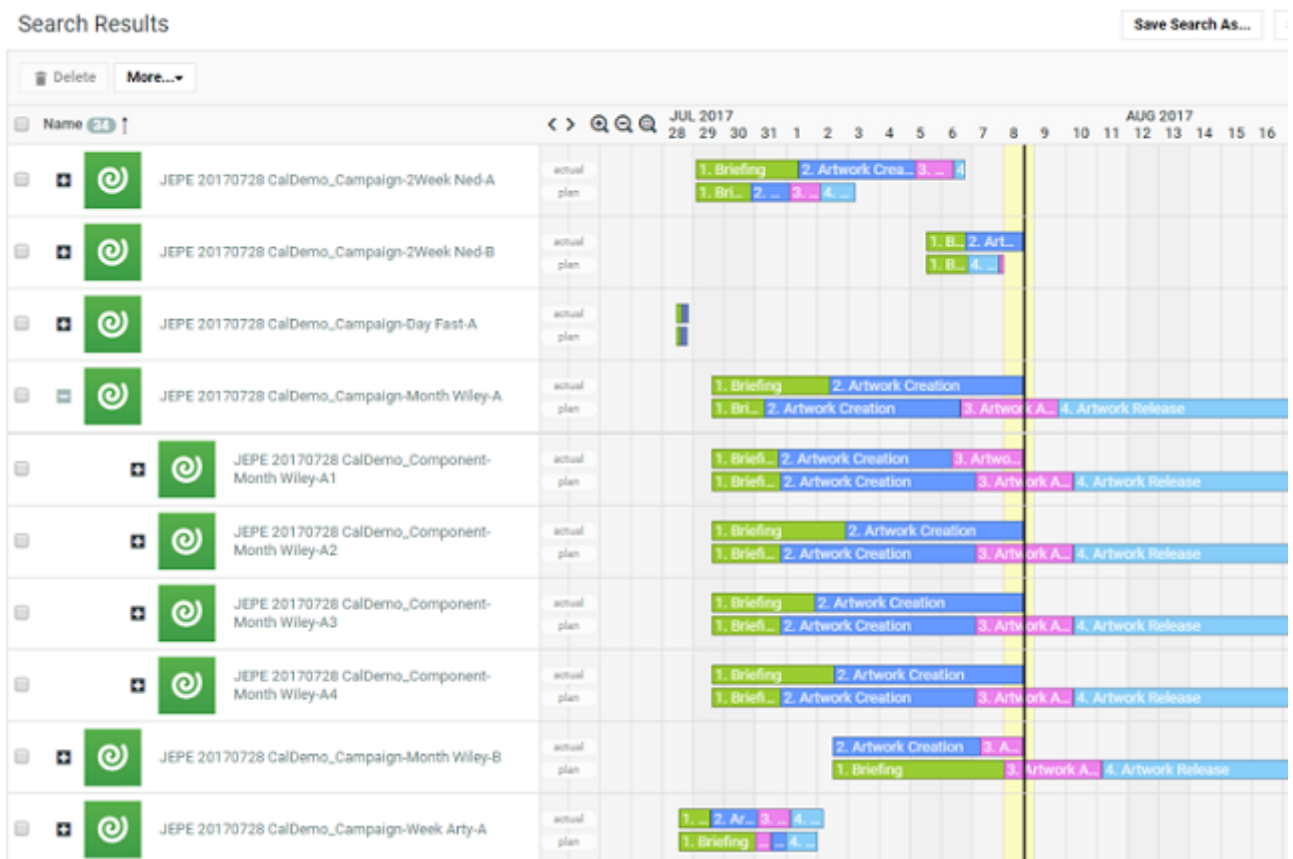 Search Results
Save Search As...
Delete More...
Name 24
JUL 2017 AUG 2017
28 29 30 31 1 2 3 4 5 6 7 8 9 10 11 12 13 14 15 16
JEPE 20170728 CalDemo_Campaign-2Week Ned-A
actual 1. Briefing 2. Artwork Crea... 3. ... 4
plan 1. Bri... 2. ... 3. ... 4. ...
JEPE 20170728 CalDemo_Campaign-2Week Ned-B
actual 1. B... 2. Art...
plan 1. B... 4. ...
JEPE 20170728 CalDemo_Campaign-Day Fast-A
actual
plan
JEPE 20170728 CalDemo_Campaign-Month Wiley-A
actual 1. Briefing 2. Artwork Creation
plan 1. Bri... 2. Artwork Creation 3. Artwork A... 4. Artwork Release
JEPE 20170728 CalDemo_Component-
Month Wiley-A1
actual 1. Briefi... 2. Artwork Creation 3. Artwo...
plan 1. Briefi... 2. Artwork Creation 3. Artwork A... 4. Artwork Release
JEPE 20170728 CalDemo_Component-
Month Wiley-A2
actual 1. Briefing 2. Artwork Creation
plan 1. Briefi... 2. Artwork Creation 3. Artwork A... 4. Artwork Release
JEPE 20170728 CalDemo_Component-
Month Wiley-A3
actual 1. Briefing 2. Artwork Creation
plan 1. Briefi... 2. Artwork Creation 3. Artwork A... 4. Artwork Release
JEPE 20170728 CalDemo_Component-
Month Wiley-A4
actual 1. Briefing 2. Artwork Creation
plan 1. Briefi... 2. Artwork Creation 3. Artwork A... 4. Artwork Release
JEPE 20170728 CalDemo_Campaign-Month Wiley-B
actual 2. Artwork Creation 3. A...
plan 1. Briefing 3. Artwork A... 4. Artwork Release
JEPE 20170728 CalDemo_Campaign-Week Arty-A
actual 1. ... 2. Ar... 3. ... 4. ...
plan 1. Briefing ... ... 4. ...